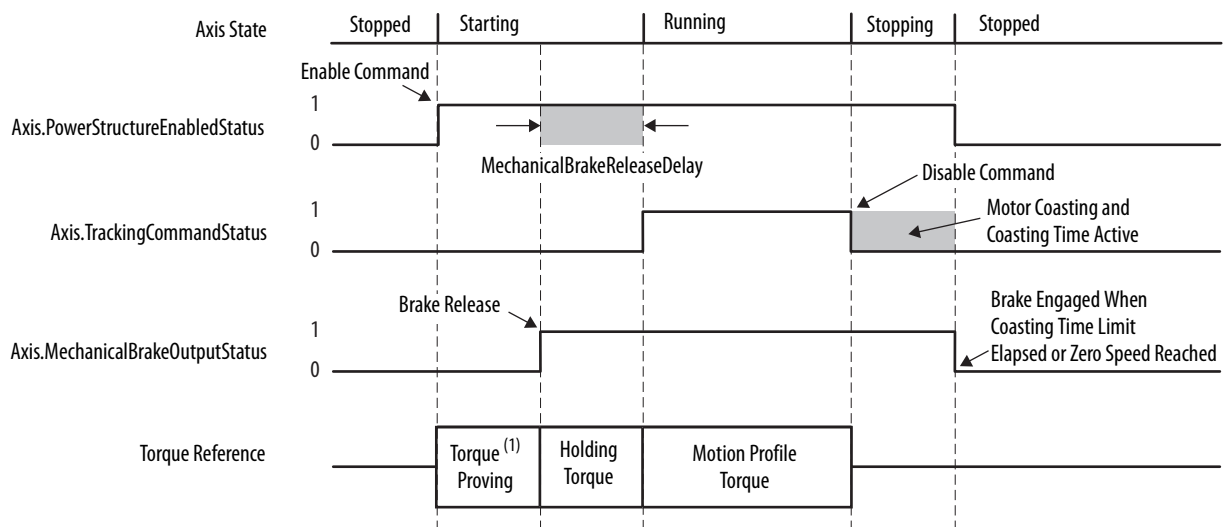 Axis State
Stopped
Starting
Running
Stopping
Stopped
Enable Command
Axis.PowerStructureEnabledStatus
1
0
MechanicalBrakeReleaseDelay
Disable Command
Axis.TrackingCommandStatus
1
0
Motor Coasting and
Coasting Time Active
Brake Release
Axis.MechanicalBrakeOutputStatus
1
0
Brake Engaged When
Coasting Time Limit
Elapsed or Zero Speed Reached
Torque Reference
Torque (1)
Proving
Holding
Torque
Motion Profile
Torque